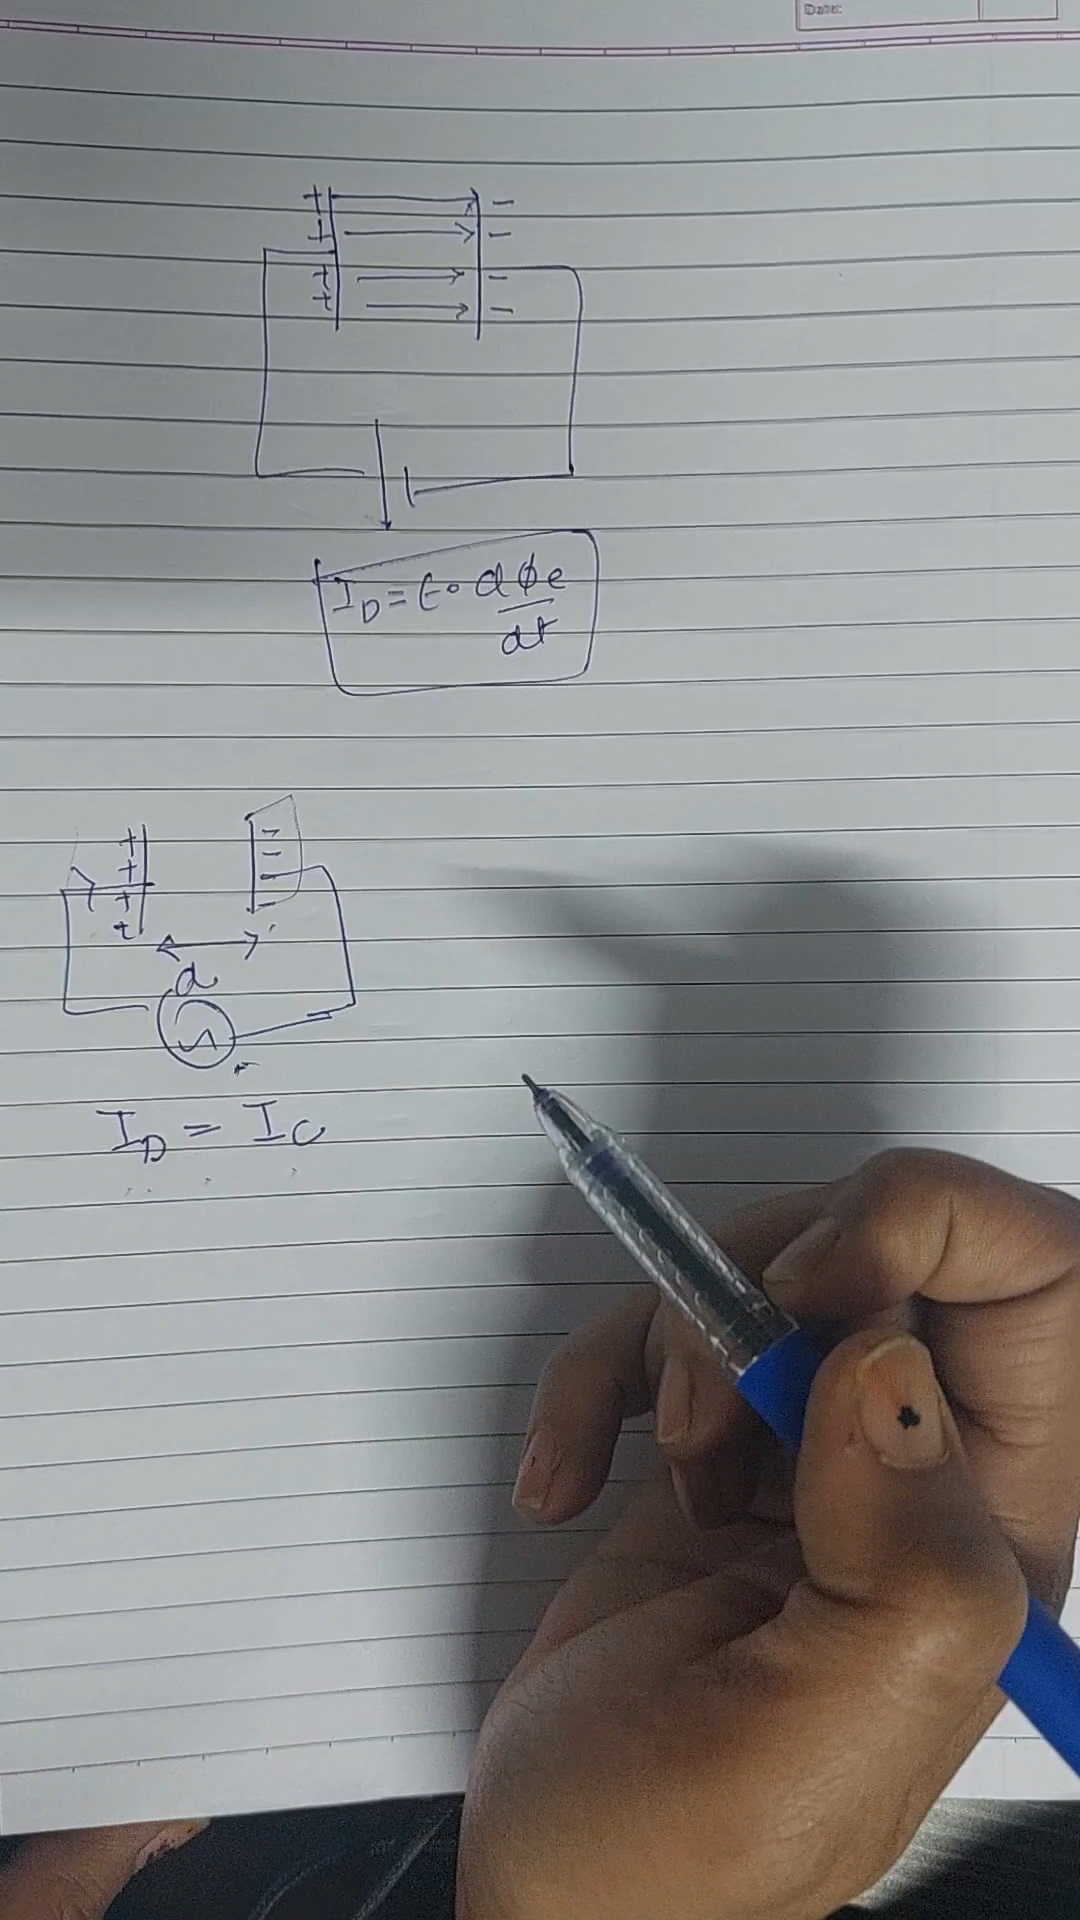 Date:
+ -
+ -
+ -
+ -
I_D = ε₀ dΦe/dt
+ -
+ -
+ -
+ -
d
I_D = I_C